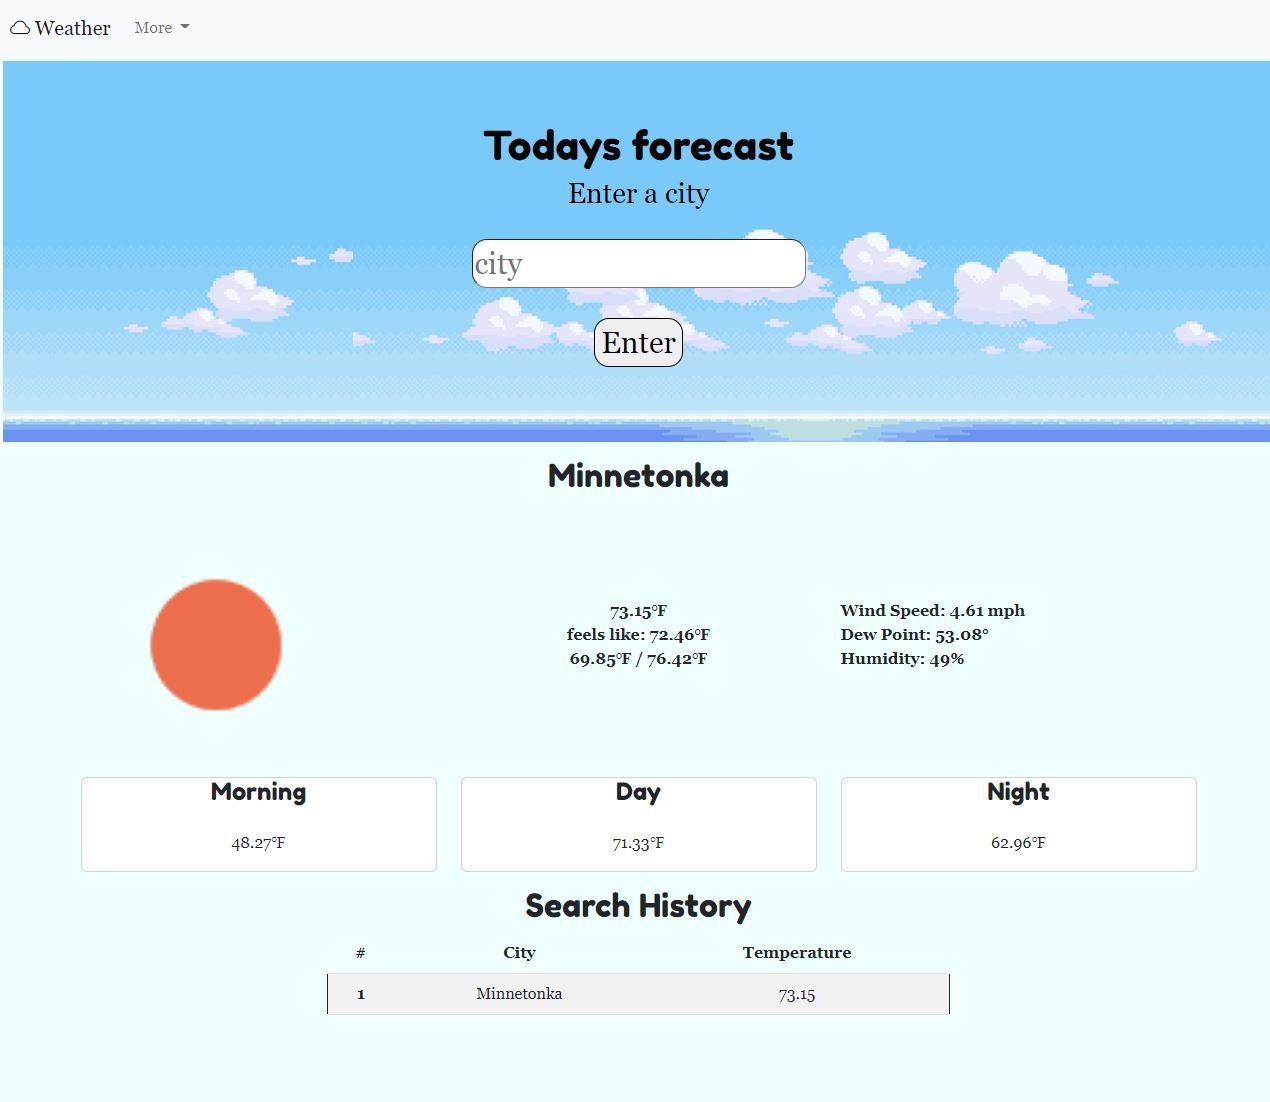 Weather More
Todays forecast
Enter a city
city
Enter
Minnetonka
73.15°F
feels like: 72.46°F
69.85°F / 76.42°F
Wind Speed: 4.61 mph
Dew Point: 53.08°
Humidity: 49%
Morning
48.27°F
Day
71.33°F
Night
62.96°F
Search History
# City Temperature
1 Minnetonka 73.15